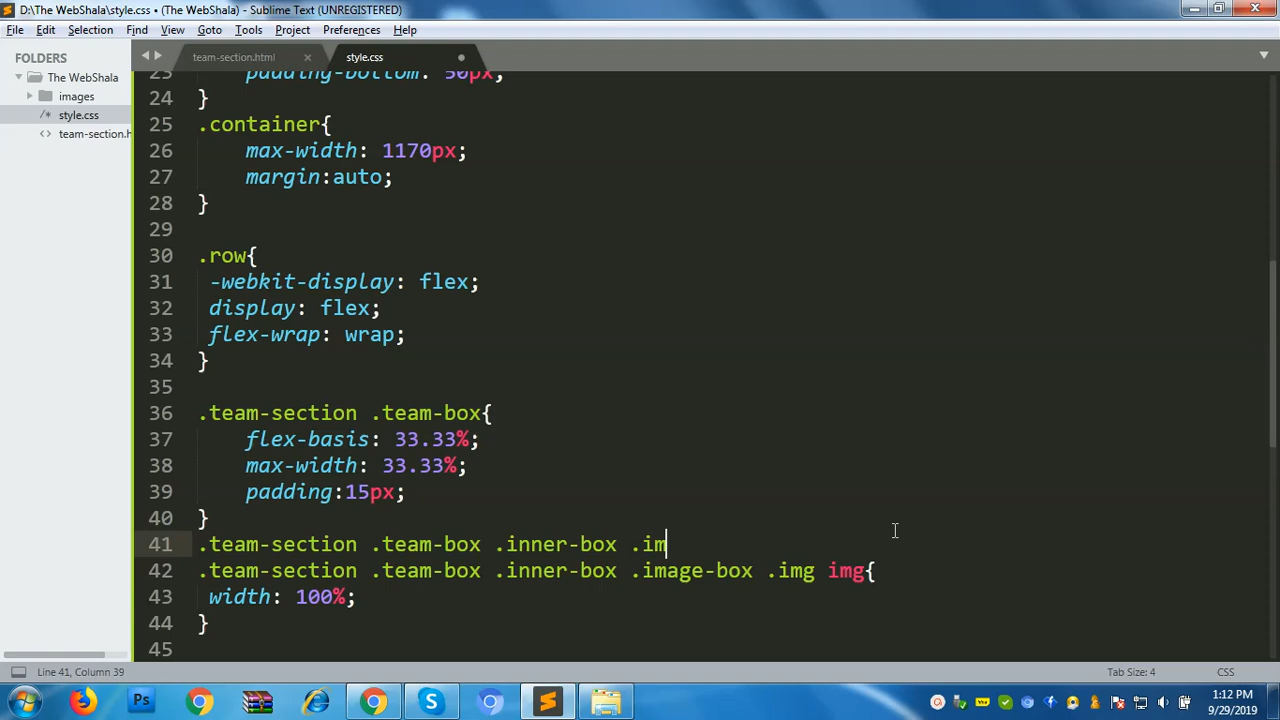 D:\The WebShala\style.css • (The WebShala) - Sublime Text (UNREGISTERED)
File Edit Selection Find View Goto Tools Project Preferences Help
FOLDERS
The WebShala
images
/* style.css
<> team-section.h
team-section.html ×
style.css
23 padding-bottom: 50px;
24 }
25 .container{
26 max-width: 1170px;
27 margin:auto;
28 }
29
30 .row{
31 -webkit-display: flex;
32 display: flex;
33 flex-wrap: wrap;
34 }
35
36 .team-section .team-box{
37 flex-basis: 33.33%;
38 max-width: 33.33%;
39 padding:15px;
40 }
41 .team-section .team-box .inner-box .im
42 .team-section .team-box .inner-box .image-box .img img{
43 width: 100%;
44 }
45
Line 41, Column 39
Tab Size: 4
CSS
Ps
S
1:12 PM
9/29/2019